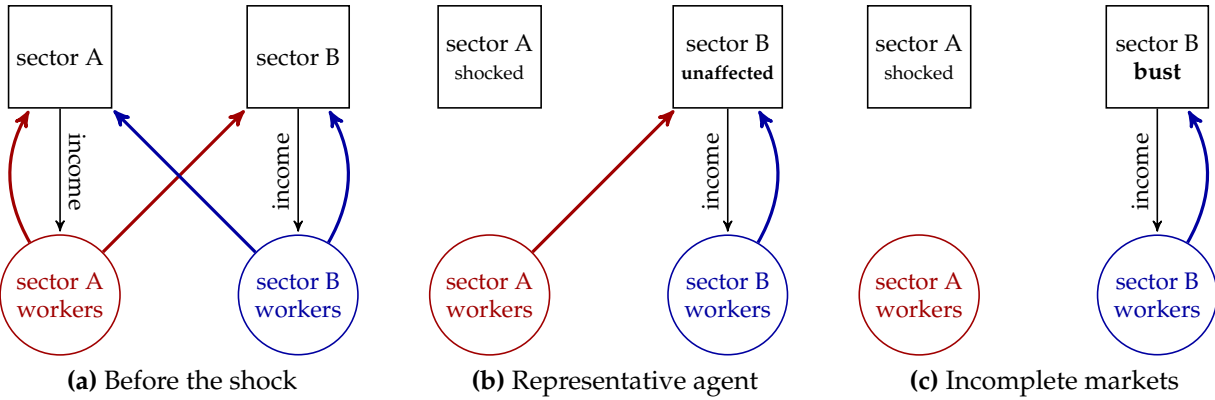 sector A
income
sector B
income
sector A
workers
sector B
workers
(a) Before the shock
sector A
shocked
sector B
unaffected
income
sector A
workers
sector B
workers
(b) Representative agent
sector A
shocked
sector B
bust
income
sector A
workers
sector B
workers
(c) Incomplete markets